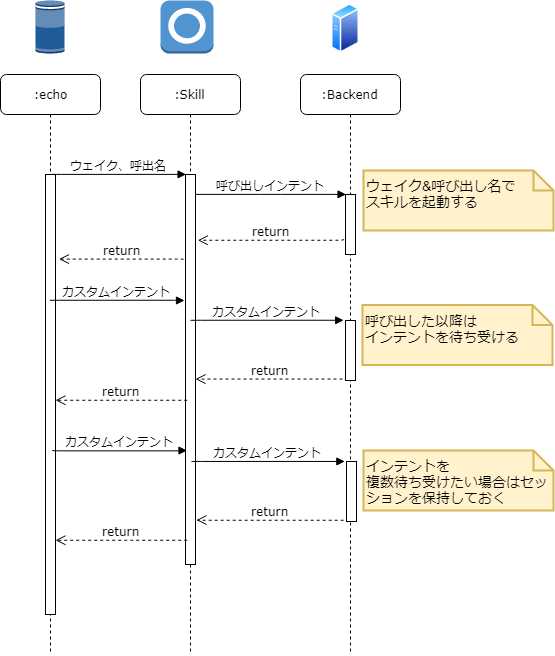 :echo
:Skill
:Backend
ウェイク、呼出名
呼び出しインテント
ウェイク&呼び出し名で
スキルを起動する
return
return
カスタムインテント
カスタムインテント
呼び出した以降は
インテントを待ち受ける
return
return
カスタムインテント
カスタムインテント
インテントを
複数待ち受けたい場合はセッ
ションを保持しておく
return
return